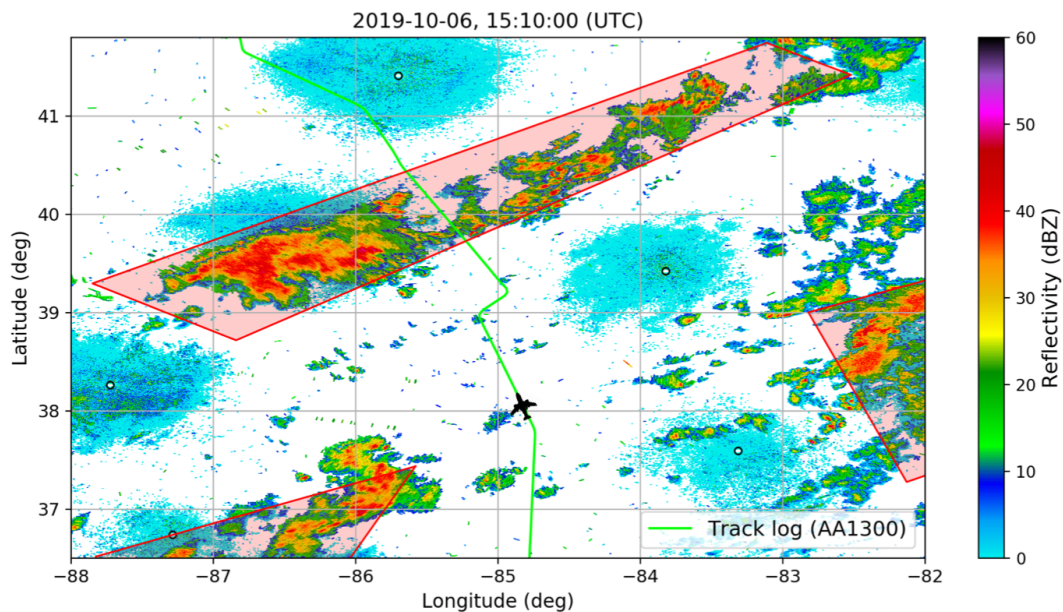 2019-10-06, 15:10:00 (UTC)
60
50
40
30
20
10
0
Reflectivity (dBZ)
41
40
39
38
37
Latitude (deg)
Track log (AA1300)
−88 −87 −86 −85 −84 −83 −82
Longitude (deg)